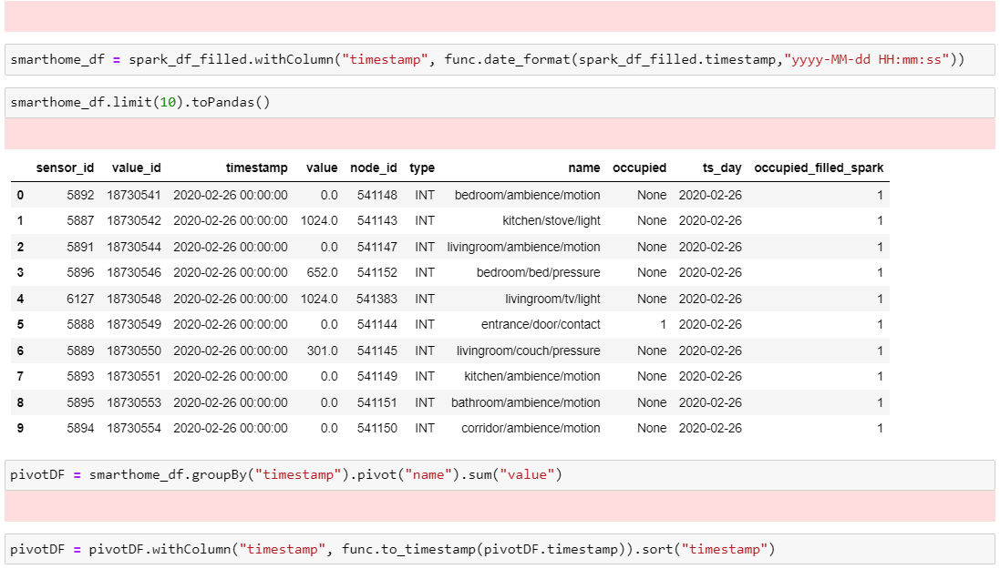 smarthome_df = spark_df_filled.withColumn("timestamp", func.date_format(spark_df_filled.timestamp,"yyyy-MM-dd HH:mm:ss"))
smarthome_df.limit(10).toPandas()
sensor_id value_id timestamp value node_id type name occupied ts_day occupied_filled_spark
0 5892 18730541 2020-02-26 00:00:00 0.0 541148 INT bedroom/ambience/motion None 2020-02-26 1
1 5887 18730542 2020-02-26 00:00:00 1024.0 541143 INT kitchen/stove/light None 2020-02-26 1
2 5891 18730544 2020-02-26 00:00:00 0.0 541147 INT livingroom/ambience/motion None 2020-02-26 1
3 5896 18730546 2020-02-26 00:00:00 652.0 541152 INT bedroom/bed/pressure None 2020-02-26 1
4 6127 18730548 2020-02-26 00:00:00 1024.0 541383 INT livingroom/tv/light None 2020-02-26 1
5 5888 18730549 2020-02-26 00:00:00 0.0 541144 INT entrance/door/contact 1 2020-02-26 1
6 5889 18730550 2020-02-26 00:00:00 301.0 541145 INT livingroom/couch/pressure None 2020-02-26 1
7 5893 18730551 2020-02-26 00:00:00 0.0 541149 INT kitchen/ambience/motion None 2020-02-26 1
8 5895 18730553 2020-02-26 00:00:00 0.0 541151 INT bathroom/ambience/motion None 2020-02-26 1
9 5894 18730554 2020-02-26 00:00:00 0.0 541150 INT corridor/ambience/motion None 2020-02-26 1
pivotDF = smarthome_df.groupBy("timestamp").pivot("name").sum("value")
pivotDF = pivotDF.withColumn("timestamp", func.to_timestamp(pivotDF.timestamp)).sort("timestamp")